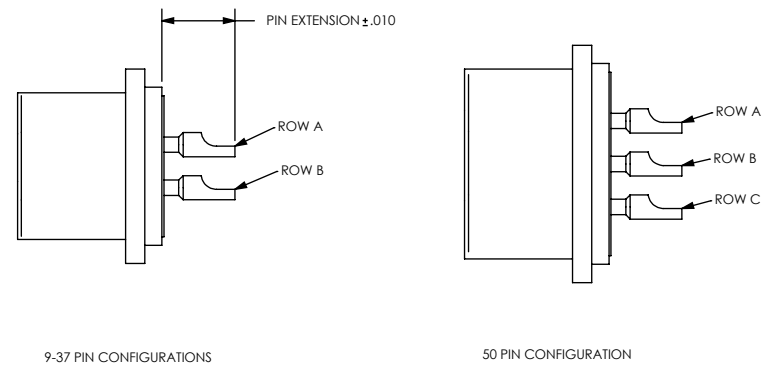 PIN EXTENSION ±.010
ROW A
ROW B
ROW A
ROW B
ROW C
9-37 PIN CONFIGURATIONS
50 PIN CONFIGURATION